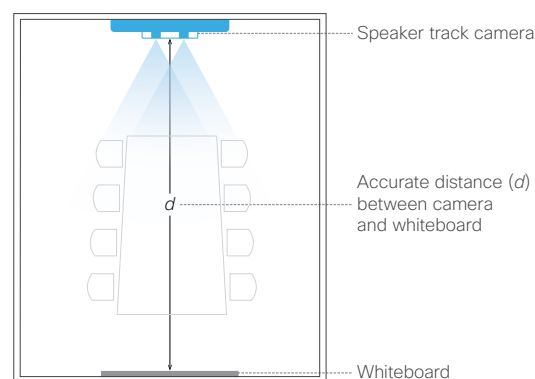 Speaker track camera
d
Accurate distance (d)
between camera
and whiteboard
Whiteboard